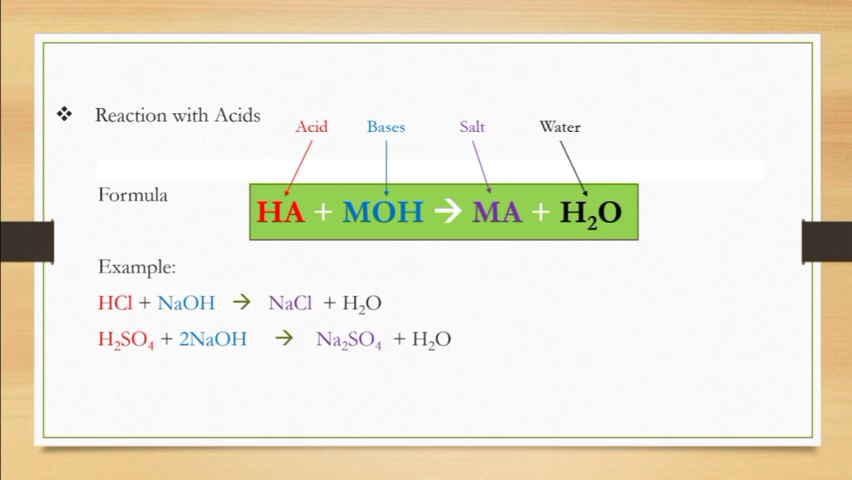 ❖ Reaction with Acids
Acid Bases Salt Water
Formula
HA + MOH → MA + H₂O
Example:
HCl + NaOH → NaCl + H₂O
H₂SO₄ + 2NaOH → Na₂SO₄ + H₂O